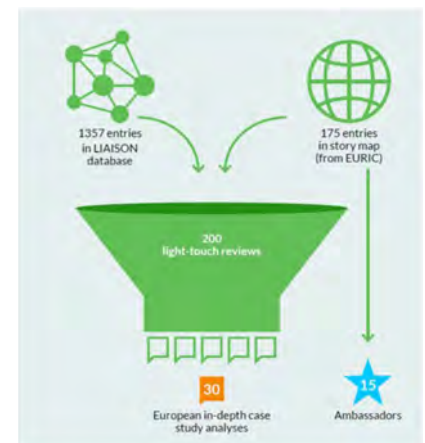 1357 entries
in LIAISON
database
175 entries
in story map
(from EURIC)
200
light-touch reviews
30
European in-depth case
study analyses
15
Ambassadors